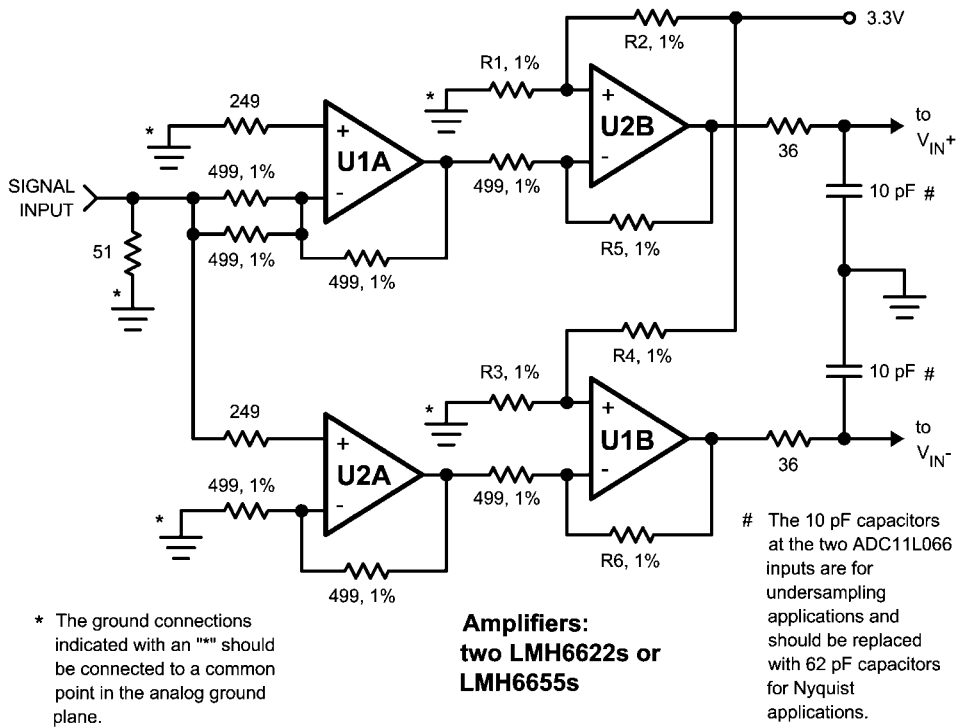 3.3V
R2, 1%
R1, 1%
*
+
U2B
-
249
*
+
U1A
-
499, 1%
499, 1%
499, 1%
499, 1%
R5, 1%
36
to
VIN+
10 pF #
SIGNAL
INPUT
51
*
R4, 1%
R3, 1%
*
+
U1B
-
10 pF #
249
+
U2A
-
499, 1%
*
499, 1%
499, 1%
R6, 1%
36
to
VIN-
* The ground connections
indicated with an "*" should
be connected to a common
point in the analog ground
plane.
Amplifiers:
two LMH6622s or
LMH6655s
# The 10 pF capacitors
at the two ADC11L066
inputs are for
undersampling
applications and
should be replaced
with 62 pF capacitors
for Nyquist
applications.